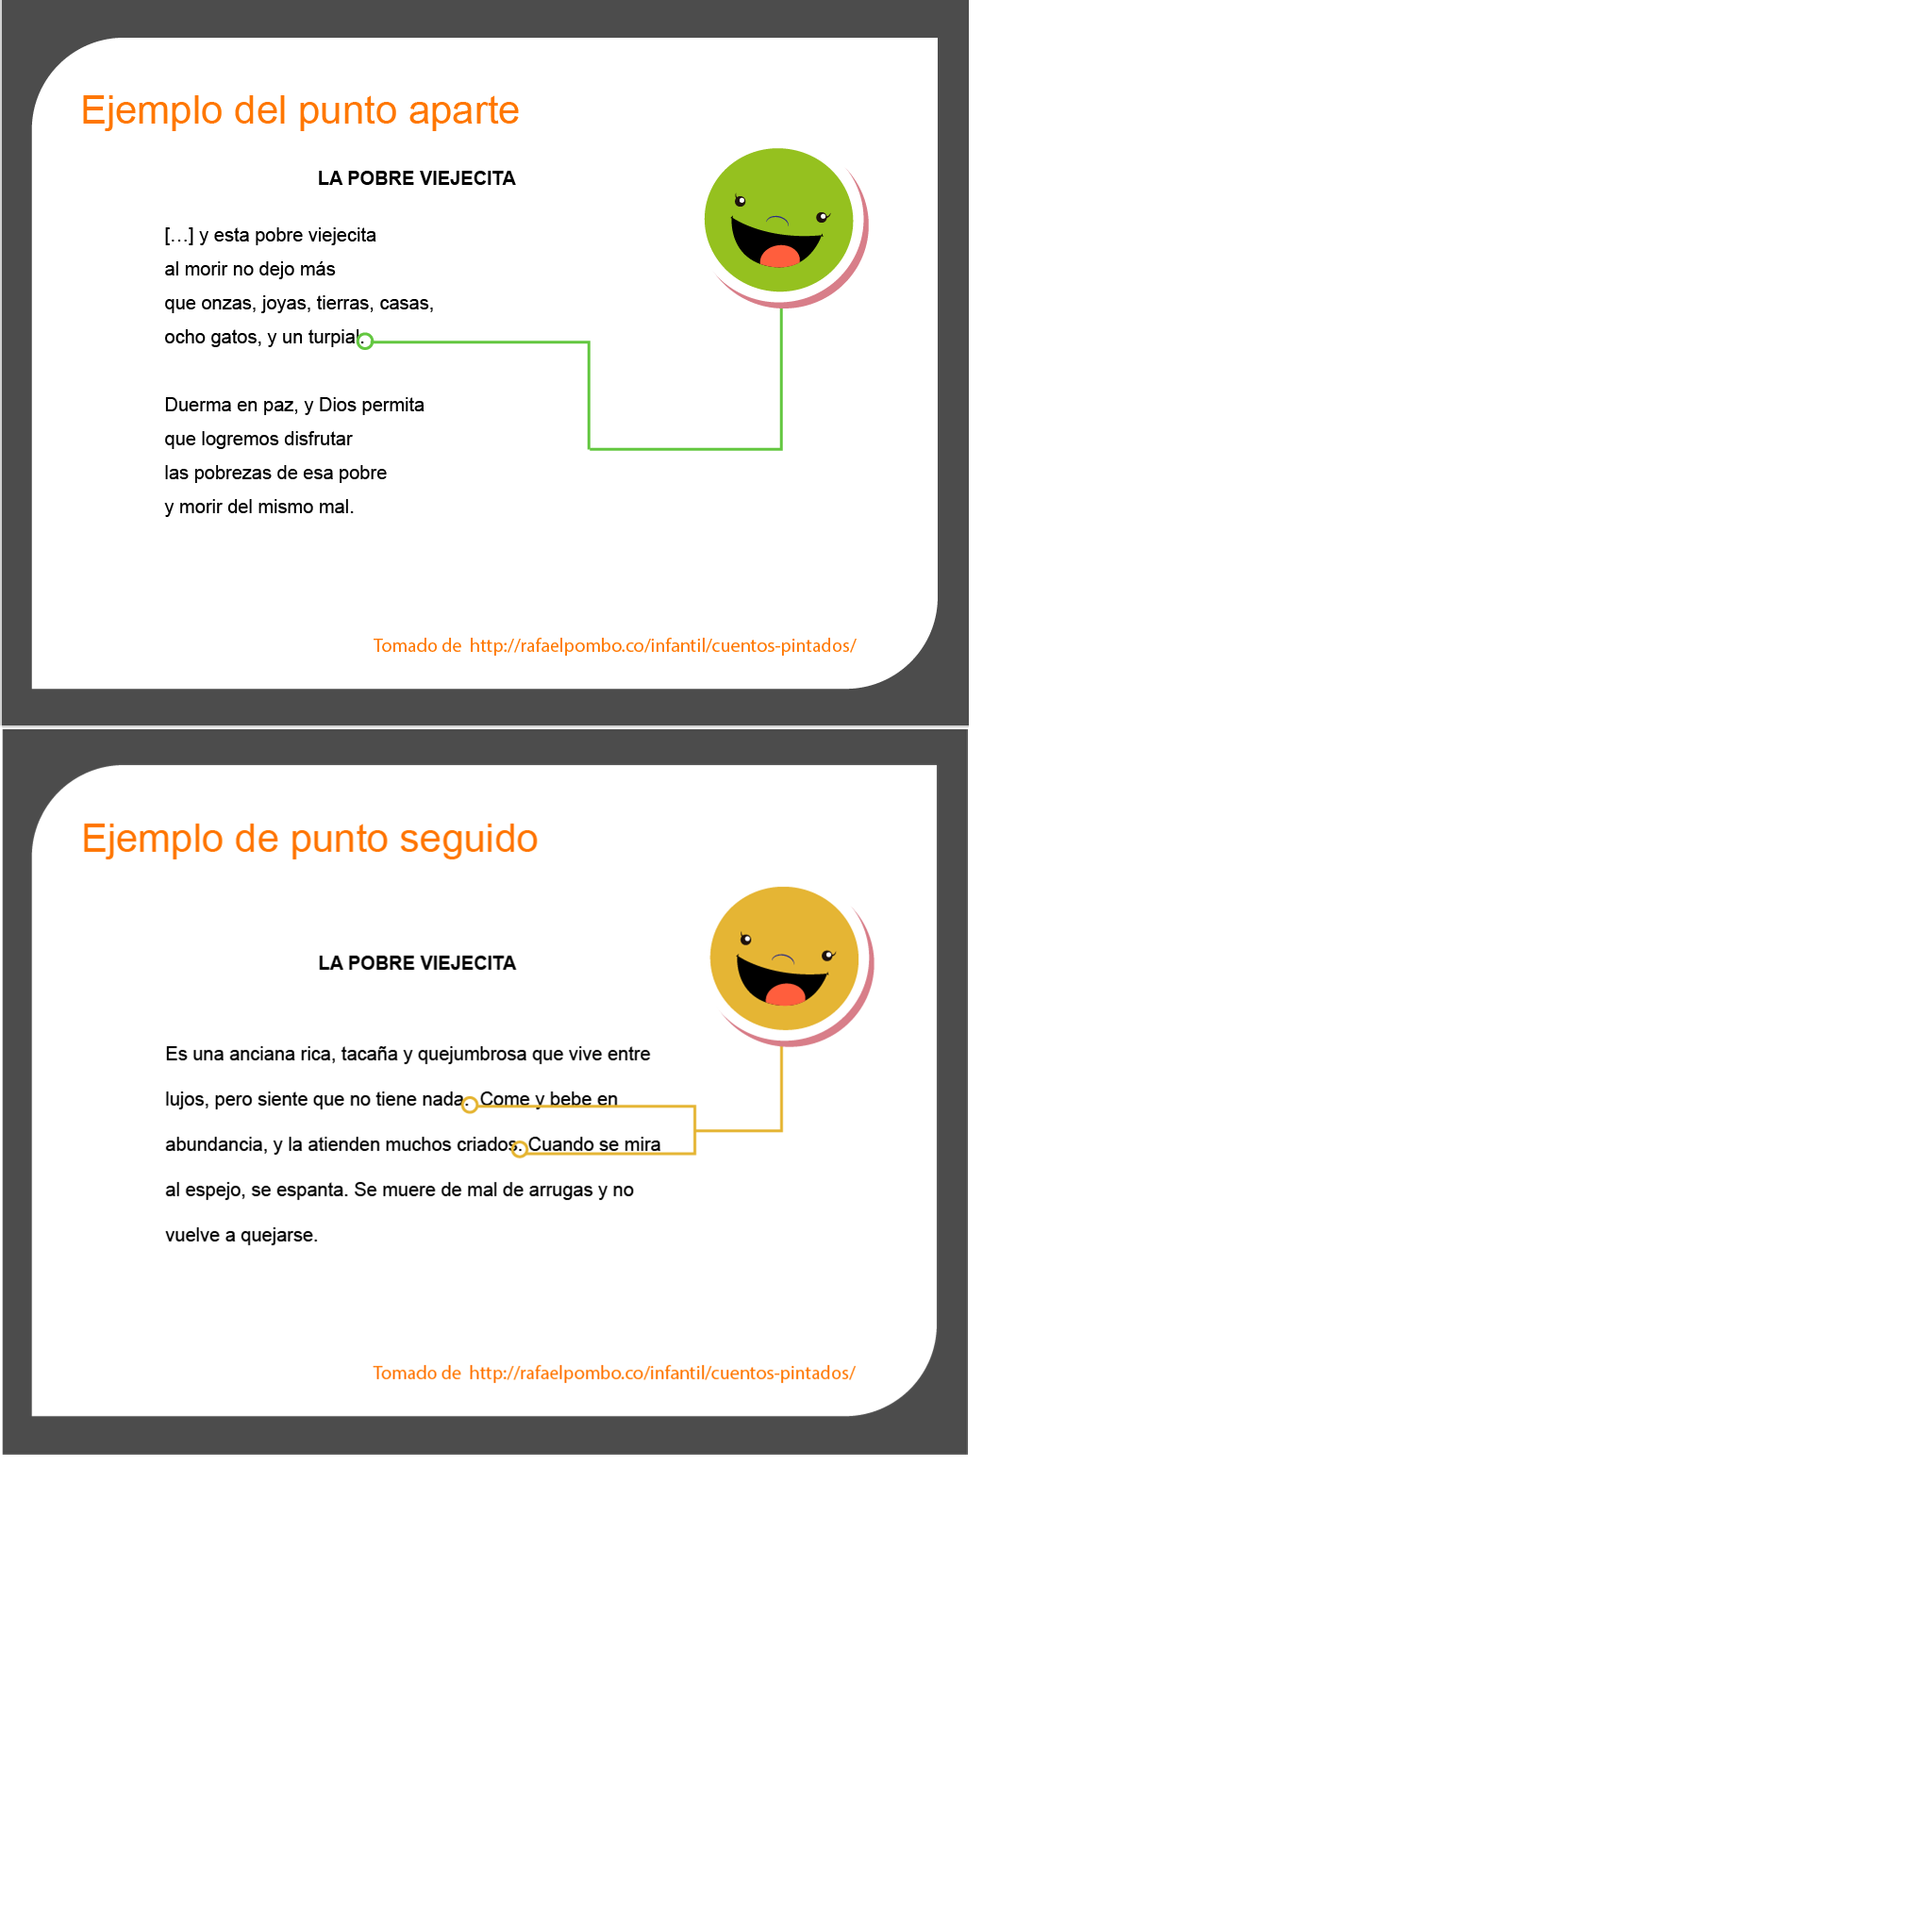 Ejemplo del punto aparte
LA POBRE VIEJECITA
[…] y esta pobre viejecita
al morir no dejo más
que onzas, joyas, tierras, casas,
ocho gatos, y un turpial.
Duerma en paz, y Dios permita
que logremos disfrutar
las pobrezas de esa pobre
y morir del mismo mal.
Tomado de http://rafaelpombo.co/infantil/cuentos-pintados/
Ejemplo de punto seguido
LA POBRE VIEJECITA
Es una anciana rica, tacaña y quejumbrosa que vive entre
lujos, pero siente que no tiene nada. Come y bebe en
abundancia, y la atienden muchos criados. Cuando se mira
al espejo, se espanta. Se muere de mal de arrugas y no
vuelve a quejarse.
Tomado de http://rafaelpombo.co/infantil/cuentos-pintados/